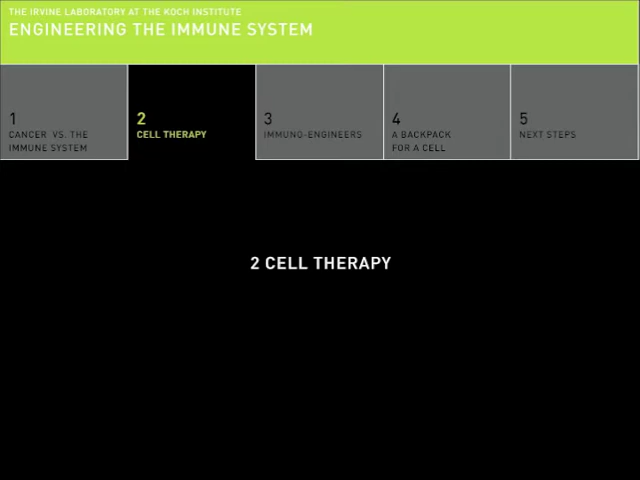 THE IRVINE LABORATORY AT THE KOCH INSTITUTE
ENGINEERING THE IMMUNE SYSTEM
1
CANCER VS. THE
IMMUNE SYSTEM
2
CELL THERAPY
3
IMMUNO-ENGINEERS
4
A BACKPACK
FOR A CELL
5
NEXT STEPS
2 CELL THERAPY